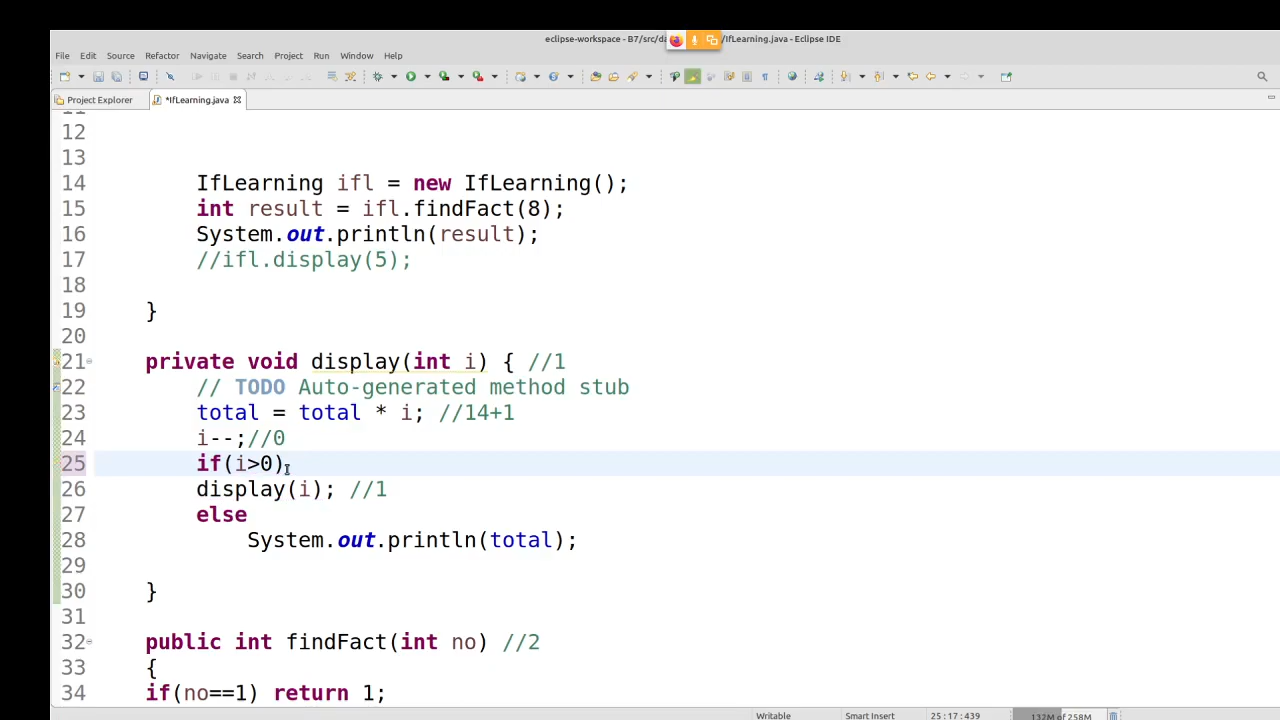 eclipse-workspace - B7/src/da /IfLearning.java - Eclipse IDE
File Edit Source Refactor Navigate Search Project Run Window Help
Project Explorer *IfLearning.java
11
12
13
14 IfLearning ifl = new IfLearning();
15 int result = ifl.findFact(8);
16 System.out.println(result);
17 //ifl.display(5);
18
19 }
20
21 private void display(int i) { //1
22 // TODO Auto-generated method stub
23 total = total * i; //14+1
24 i--;//0
25 if(i>0)
26 display(i); //1
27 else
28 System.out.println(total);
29
30 }
31
32 public int findFact(int no) //2
33 {
34 if(no==1) return 1;
Writable Smart Insert 25 : 17 : 439 132M of 258M